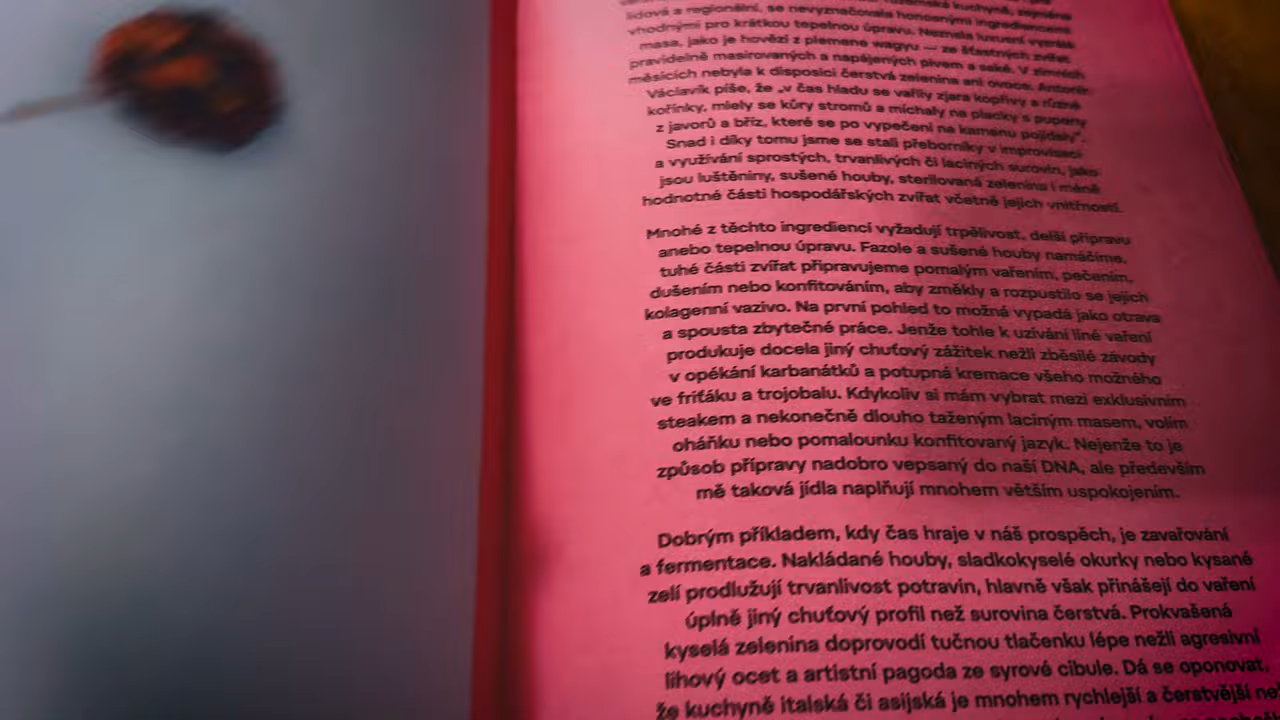 lidová a regionální, se nevyznačovala honosnými ingrediencemi
vhodnými pro krátkou tepelnou úpravu. Neznala luxusní vyzrálá
masa, jako je hovězí z plemene wagyu — ze šťastných zvířat
pravidelně masírovaných a napájených pivem a saké. V zimních
měsících nebyla k disposici čerstvá zelenina ani ovoce. Antonín
Václavík píše, že „v čas hladu se vařily zjara kopřivy a různé
kořínky, mlely se kůry stromů a míchaly na placky s pupeny
z javorů a bříz, které se po vypečení na kamenu pojídaly“.
Snad i díky tomu jsme se stali přeborníky v improvisaci
a využívání sprostých, trvanlivých či laciných surovin, jako
jsou luštěniny, sušené houby, sterilovaná zelenina i méně
hodnotné části hospodářských zvířat včetně jejich vnitřností.
Mnohé z těchto ingrediencí vyžadují trpělivost, delší přípravu
anebo tepelnou úpravu. Fazole a sušené houby namáčíme,
tuhé části zvířat připravujeme pomalým vařením, pečením,
dušením nebo konfitováním, aby změkly a rozpustilo se jejich
kolagenní vazivo. Na první pohled to možná vypadá jako otrava
a spousta zbytečné práce. Jenže tohle k uzívání líné vaření
produkuje docela jiný chuťový zážitek nežli zběsilé závody
v opékání karbanátků a potupná kremace všeho možného
ve friťáku a trojobalu. Kdykoliv si mám vybrat mezi exklusivním
steakem a nekonečně dlouho taženým laciným masem, volím
oháňku nebo pomalounku konfitovaný jazyk. Nejenže to je
způsob přípravy nadobro vepsaný do naší DNA, ale především
mě taková jídla naplňují mnohem větším uspokojením.
Dobrým příkladem, kdy čas hraje v náš prospěch, je zavařování
a fermentace. Nakládané houby, sladkokyselé okurky nebo kysané
zelí prodlužují trvanlivost potravin, hlavně však přinášejí do vaření
úplně jiný chuťový profil než surovina čerstvá. Prokvašená
kyselá zelenina doprovodí tučnou tlačenku lépe nežli agresivní
lihový ocet a artistní pagoda ze syrové cibule. Dá se oponovat,
že kuchyně italská či asijská je mnohem rychlejší a čerstvější